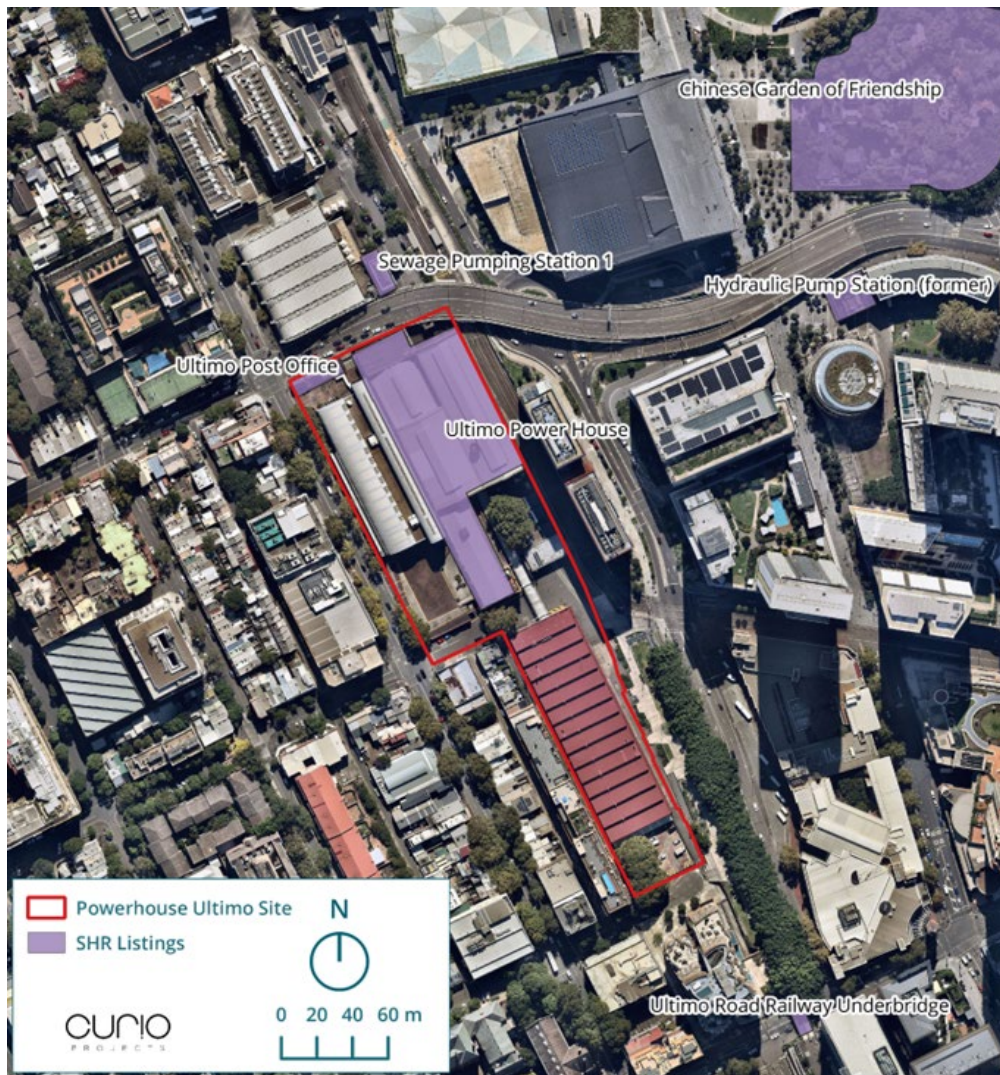 Chinese Garden of Friendship
Sewage Pumping Station 1
Hydraulic Pump Station (former)
Ultimo Post Office
Ultimo Power House
Powerhouse Ultimo Site
SHR Listings
N
0 20 40 60 m
CURIO
PROJECTS
Ultimo Road Railway Underbridge